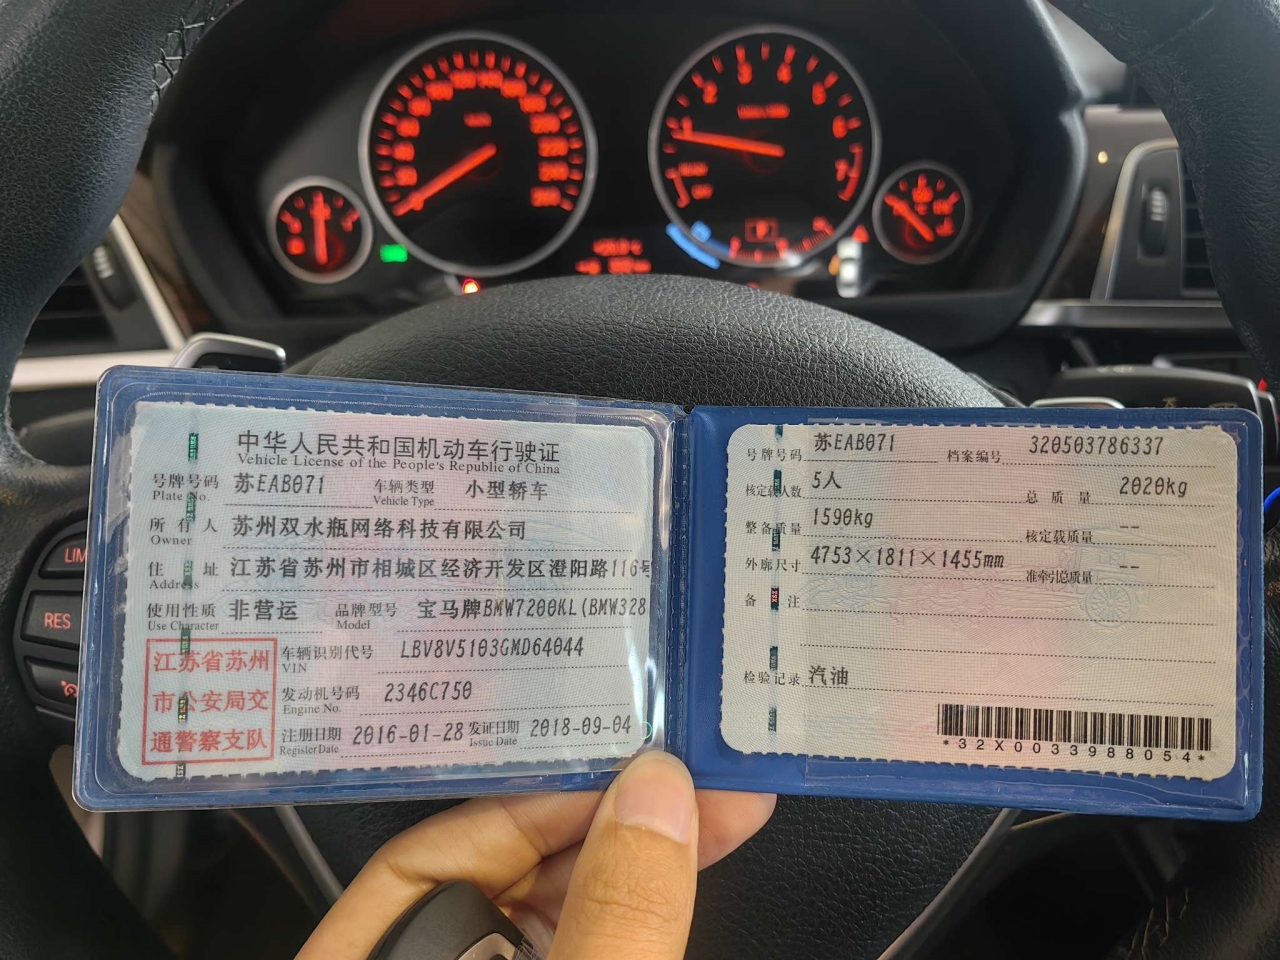 中华人民共和国机动车行驶证
Vehicle License of the People's Republic of China
号牌号码 苏EAB071 车辆类型 小型轿车
Plate No. Vehicle Type
所有人 苏州双水瓶网络科技有限公司
Owner
住址 江苏省苏州市相城区经济开发区澄阳路116号
Address
使用性质 非营运 品牌型号 宝马牌BMW7200KL(BMW328
Use Character Model
江苏省苏州
市公安局交
通警察支队
车辆识别代号 LBV8V5103GMD64044
VIN
发动机号码 2346C750
Engine No.
注册日期 2016-01-28 发证日期 2018-09-04
Register Date Issue Date
号牌号码 苏EAB071 档案编号 320503786337
核定载人数 5人 总质量 2020kg
整备质量 1590kg 核定载质量 --
外廓尺寸 4753×1811×1455mm 准牵引总质量 --
备注
检验记录 汽油
*32X0033988054*
LIM
RES